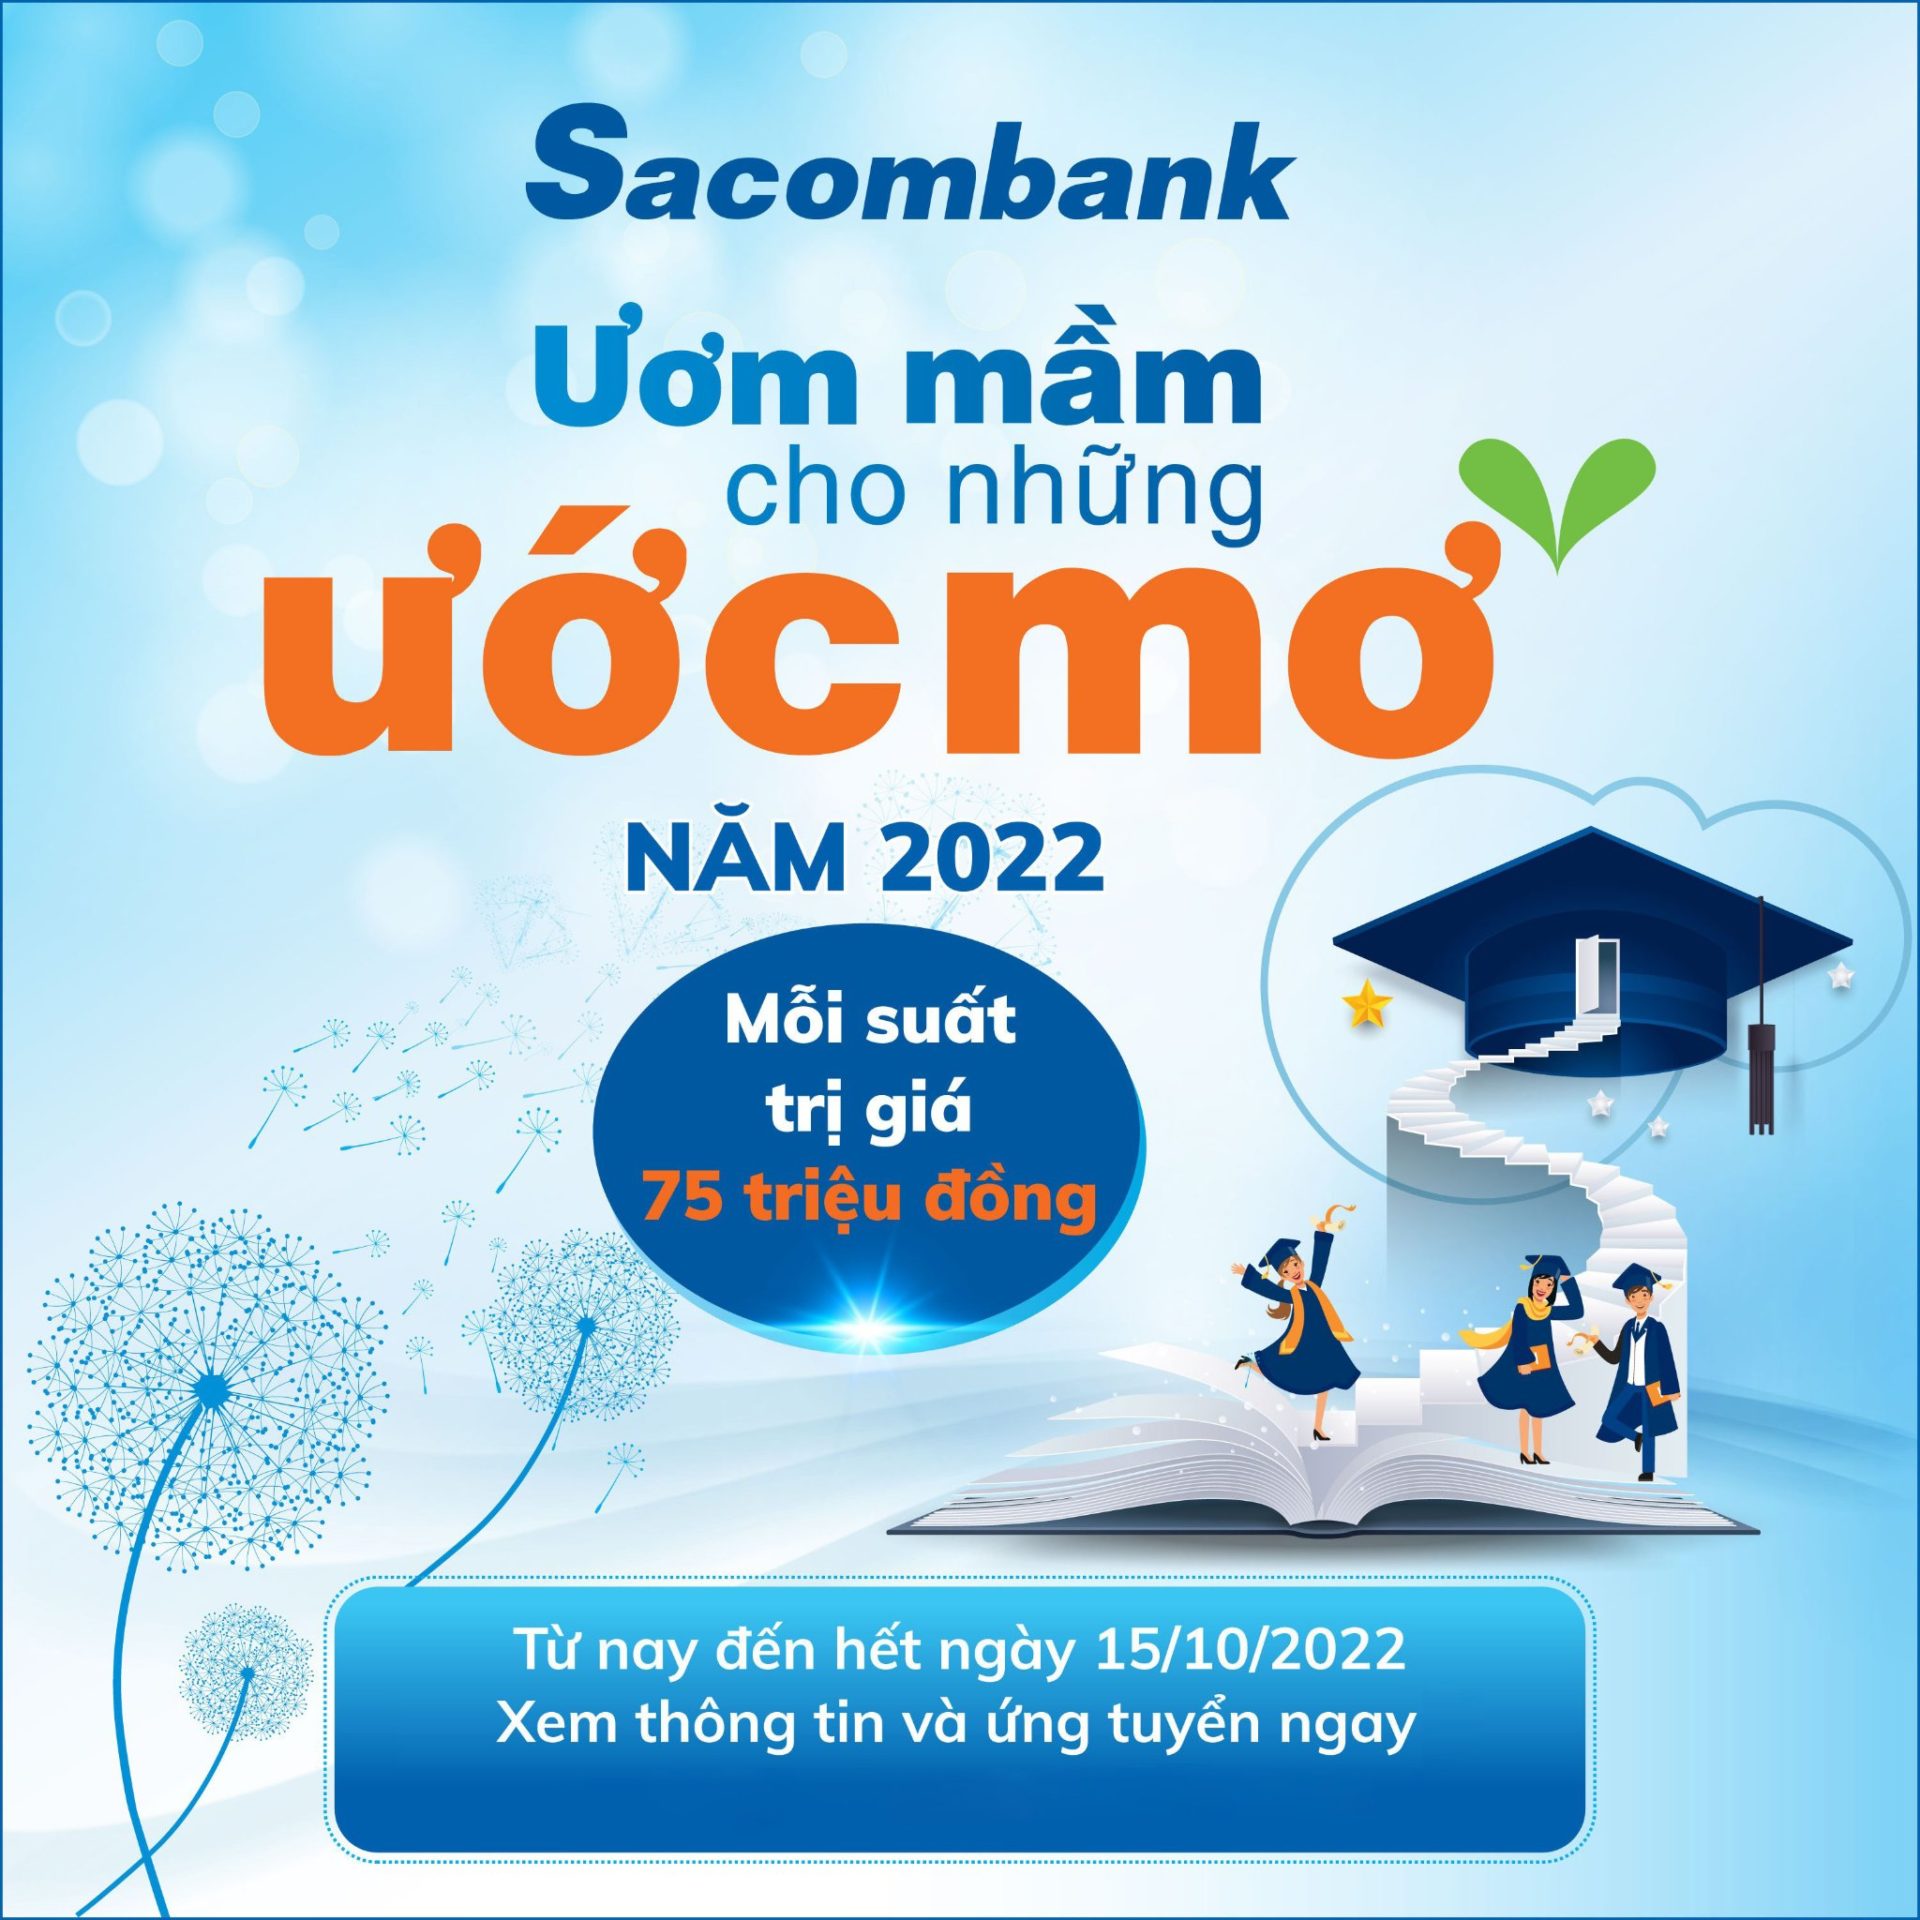 Sacombank
Ươm mầm
cho những
ước mơ
NĂM 2022
Mỗi suất
trị giá
75 triệu đồng
Từ nay đến hết ngày 15/10/2022
Xem thông tin và ứng tuyển ngay